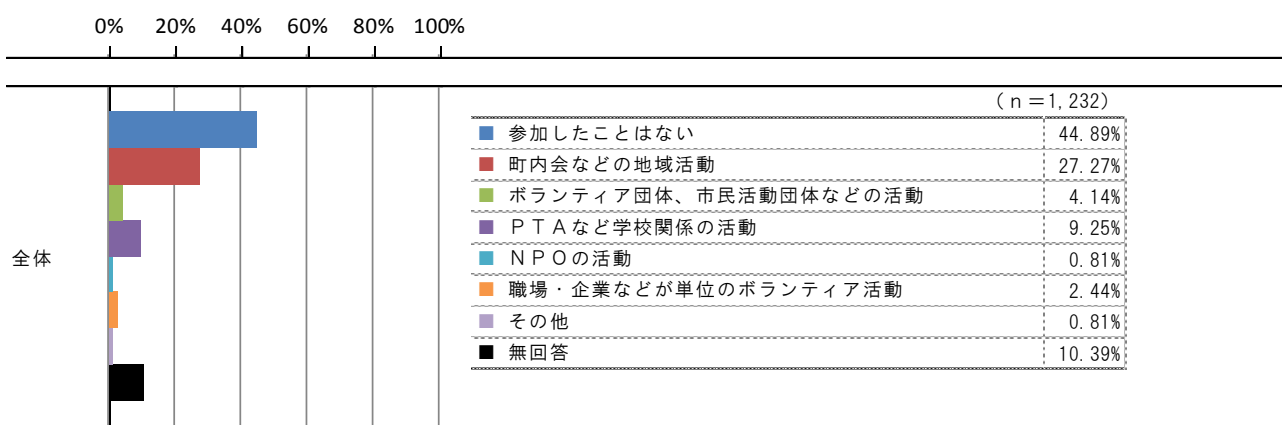 0% 20% 40% 60% 80% 100%
(n=1,232)
参加したことはない 44.89%
町内会などの地域活動 27.27%
ボランティア団体、市民活動団体などの活動 4.14%
PTAなど学校関係の活動 9.25%
全体
NPOの活動 0.81%
職場・企業などが単位のボランティア活動 2.44%
その他 0.81%
無回答 10.39%